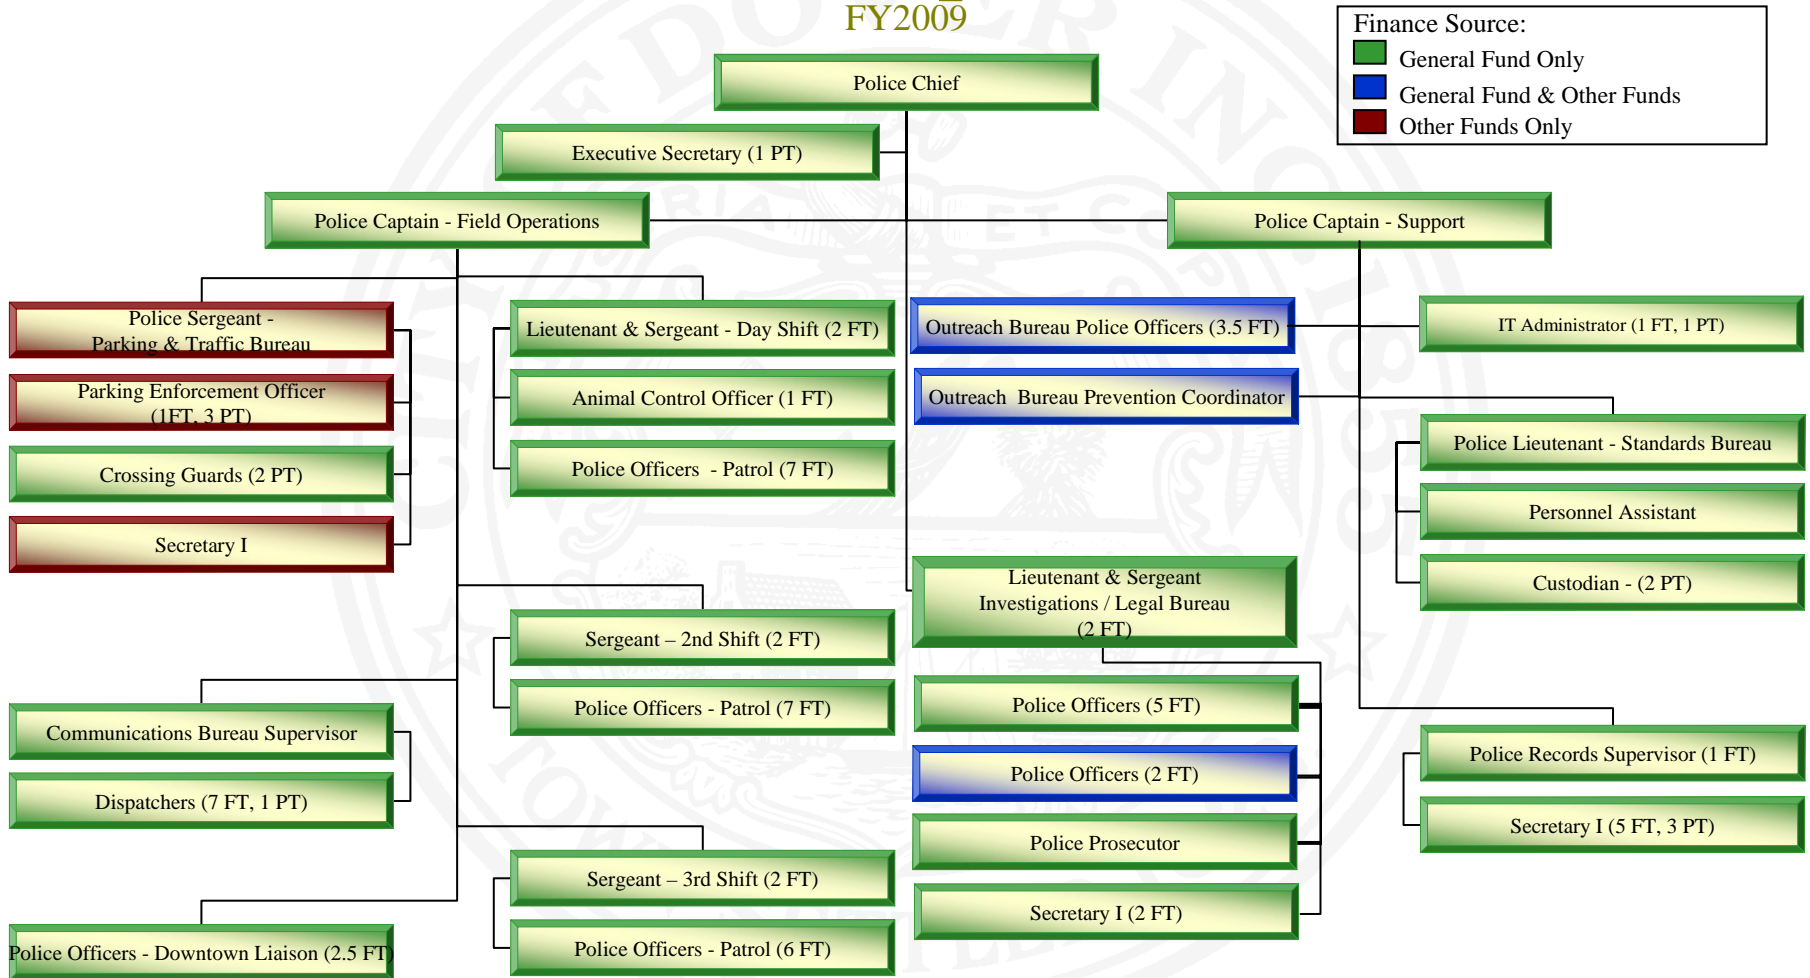 FY2009
Finance Source:
General Fund Only
General Fund & Other Funds
Other Funds Only
Police Chief
Executive Secretary (1 PT)
Police Captain - Field Operations
Police Captain - Support
Police Sergeant -
Parking & Traffic Bureau
Parking Enforcement Officer
(1FT, 3 PT)
Crossing Guards (2 PT)
Secretary I
Lieutenant & Sergeant - Day Shift (2 FT)
Animal Control Officer (1 FT)
Police Officers  - Patrol (7 FT)
Outreach Bureau Police Officers (3.5 FT)
Outreach  Bureau Prevention Coordinator
IT Administrator (1 FT, 1 PT)
Police Lieutenant - Standards Bureau
Personnel Assistant
Custodian - (2 PT)
Lieutenant & Sergeant
Investigations / Legal Bureau
(2 FT)
Sergeant – 2nd Shift (2 FT)
Police Officers - Patrol (7 FT)
Communications Bureau Supervisor
Dispatchers (7 FT, 1 PT)
Police Officers (5 FT)
Police Officers (2 FT)
Police Prosecutor
Secretary I (2 FT)
Police Records Supervisor (1 FT)
Secretary I (5 FT, 3 PT)
Sergeant – 3rd Shift (2 FT)
Police Officers - Patrol (6 FT)
Police Officers - Downtown Liaison (2.5 FT)